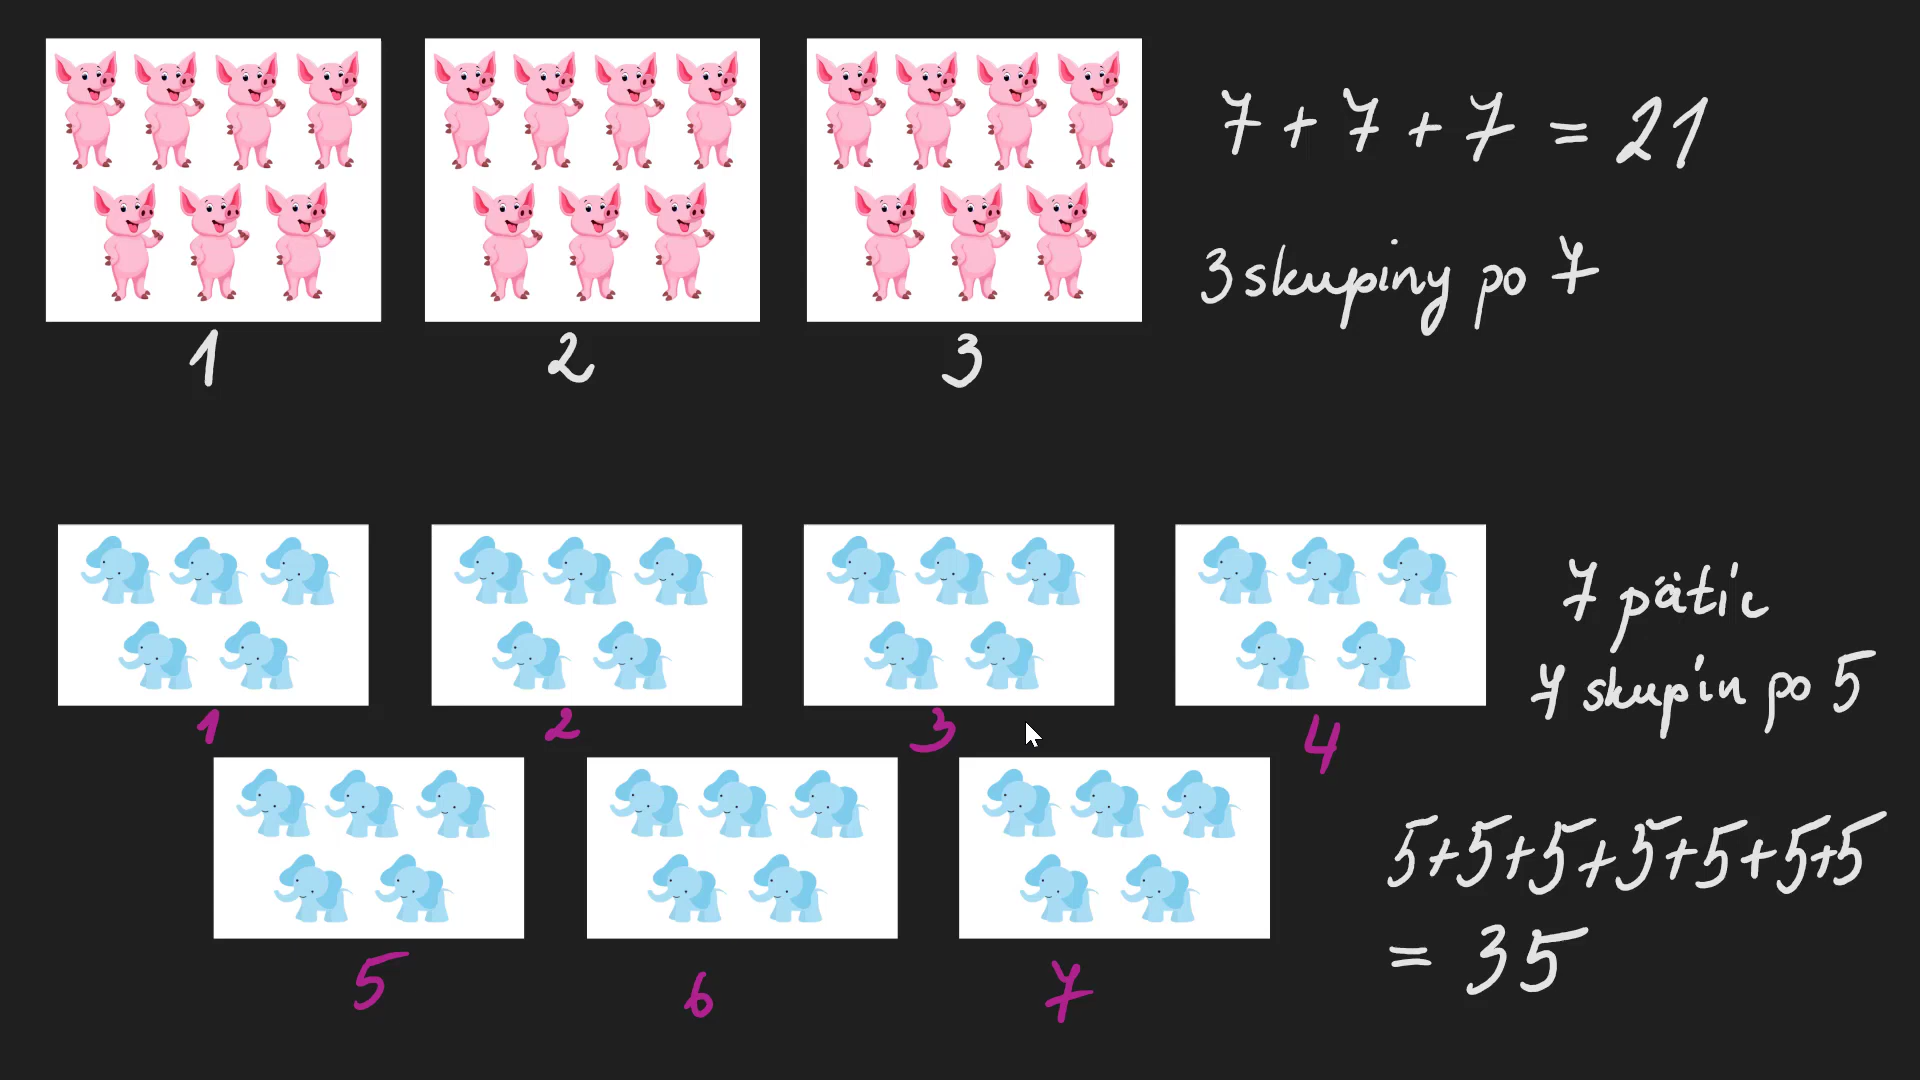 7 + 7 + 7 = 21
3 skupiny po 7
1 2 3
7 pätíc
7 skupín po 5
1 2 3 4
5+5+5+5+5+5+5
= 35
5 6 7